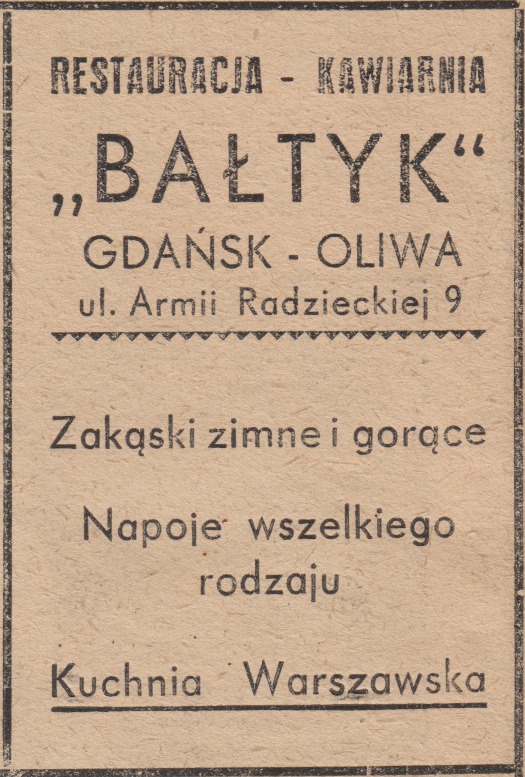 RESTAURACJA - KAWIARNIA
„BAŁTYK“
GDAŃSK - OLIWA
ul. Armii Radzieckiej 9
Zakąski zimne i gorące
Napoje wszelkiego
rodzaju
Kuchnia Warszawska